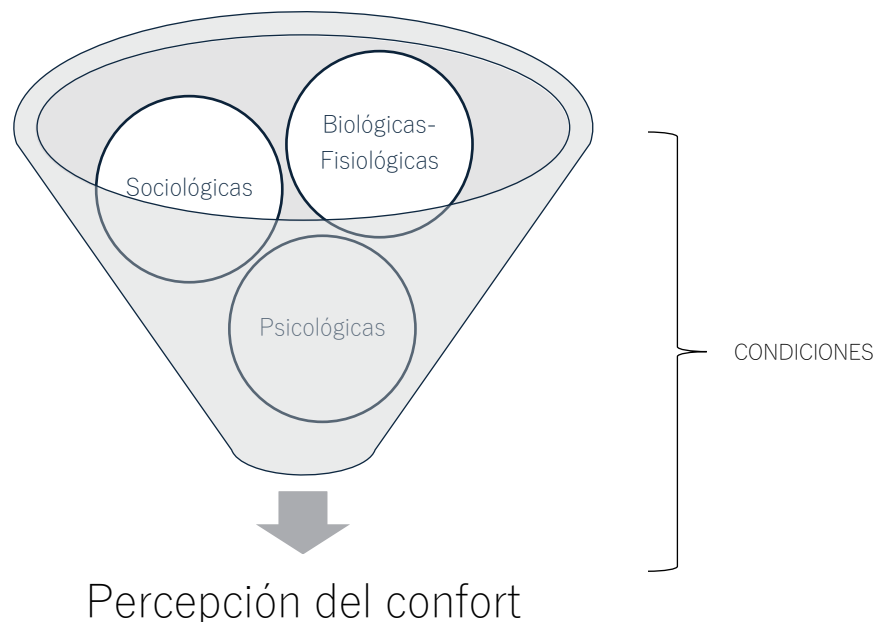 Biológicas-
Fisiológicas
Sociológicas
Psicológicas
CONDICIONES
Percepción del confort